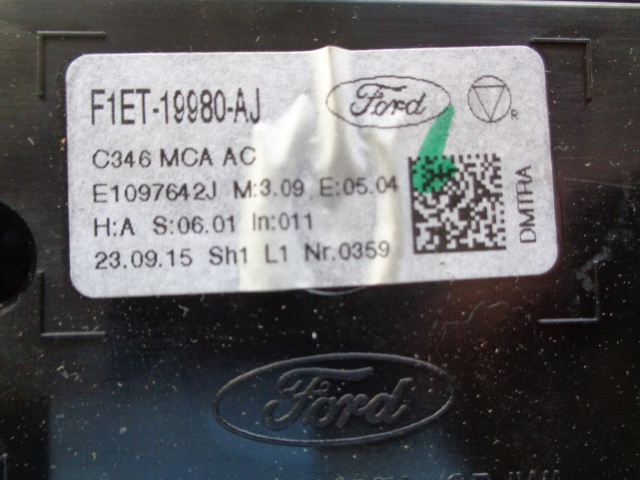 F1ET-19980-AJ
Ford
R
C346 MCA AC
E1097642J M:3.09 E:05.04
H:A S:06.01 In:011
23.09.15 Sh1 L1 Nr.0359
DMTRA
Ford